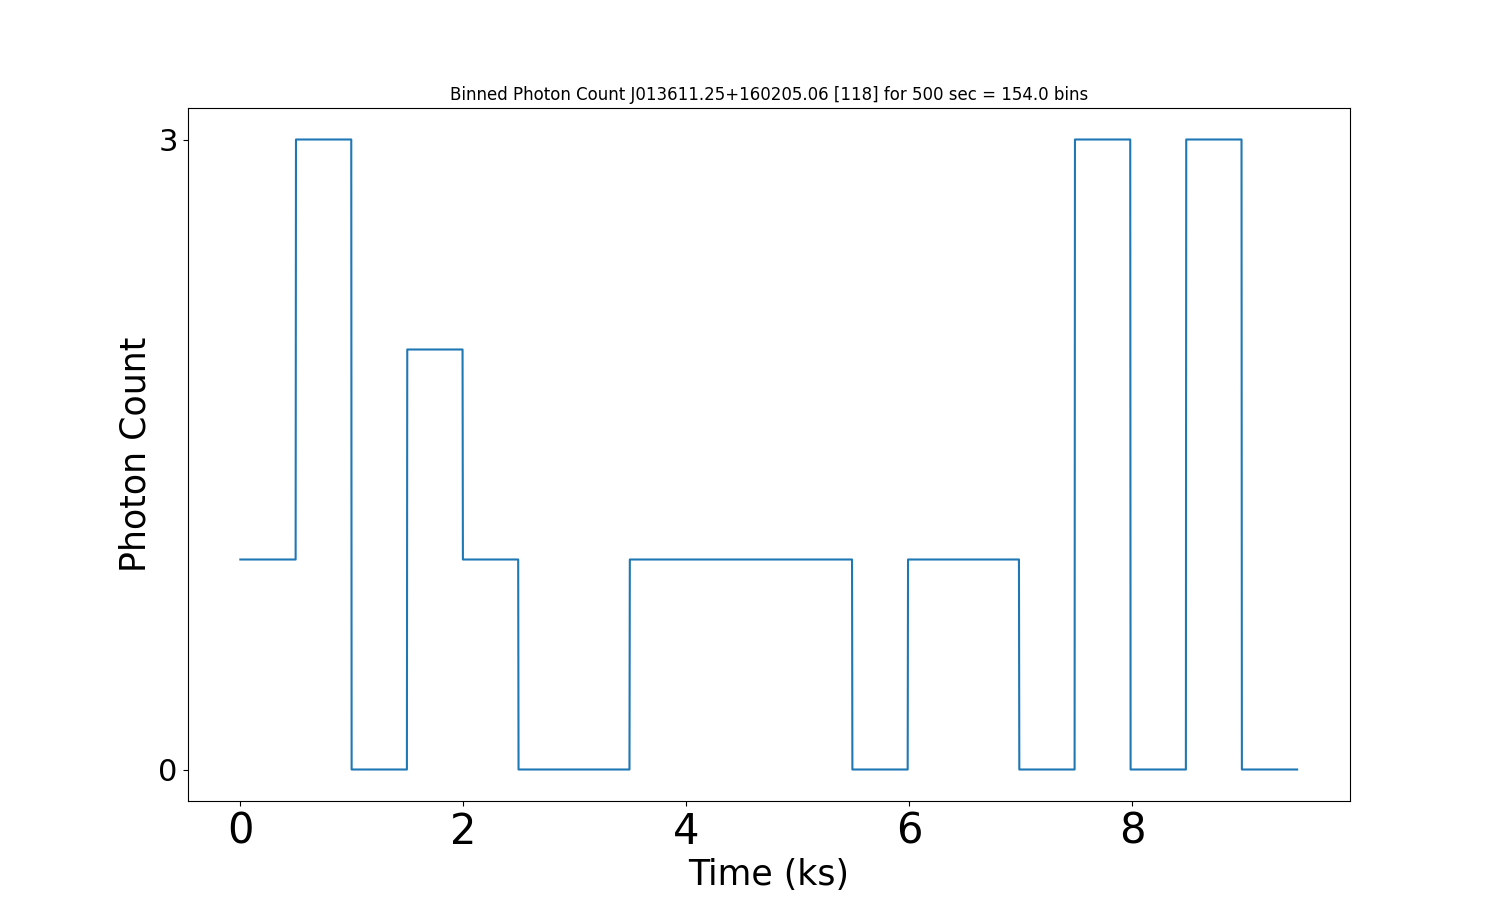 Binned Photon Count J013611.25+160205.06 [118] for 500 sec = 154.0 bins
3
Photon Count
0
0 2 4 6 8
Time (ks)